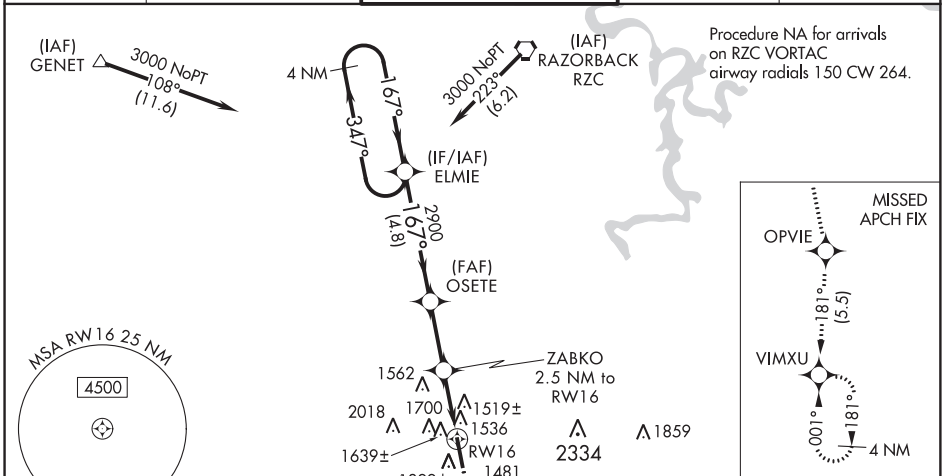 (IAF)
GENET
3000 NoPT
108°
(11.6)
4 NM
167°
347°
(IF/IAF)
ELMIE
3000 NoPT
223°
(6.2)
(IAF)
RAZORBACK
RZC
Procedure NA for arrivals
on RZC VORTAC
airway radials 150 CW 264.
2900
167°
(4.8)
(FAF)
OSETE
MISSED
APCH FIX
OPVIE
181°
(5.5)
VIMXU
001°
181°
4 NM
MSA RW16 25 NM
4500
ZABKO
2.5 NM to
RW16
1562
2018
1700
1519±
1536
1639±
RW16
1481
2334
1859